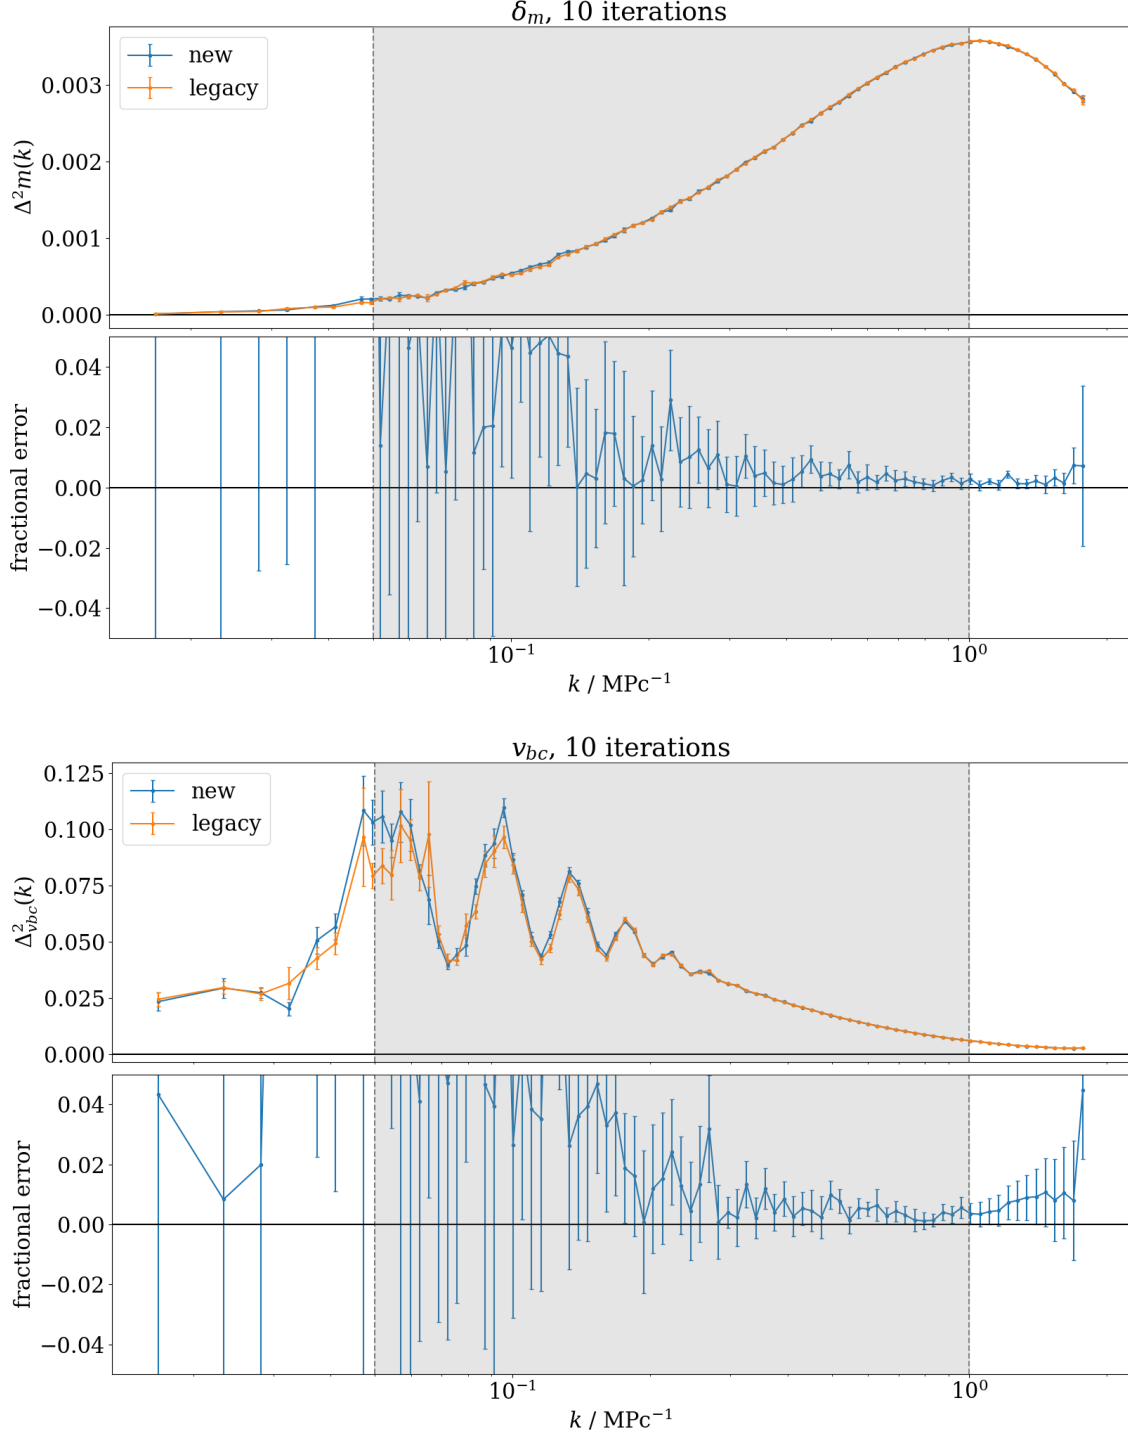 δ_m, 10 iterations
new
legacy
Δ²m(k)
0.003
0.002
0.001
0.000
fractional error
0.04
0.02
0.00
−0.02
−0.04
10⁻¹
10⁰
k / MPc⁻¹
v_bc, 10 iterations
new
legacy
Δ²_vbc(k)
0.125
0.100
0.075
0.050
0.025
0.000
fractional error
0.04
0.02
0.00
−0.02
−0.04
10⁻¹
10⁰
k / MPc⁻¹